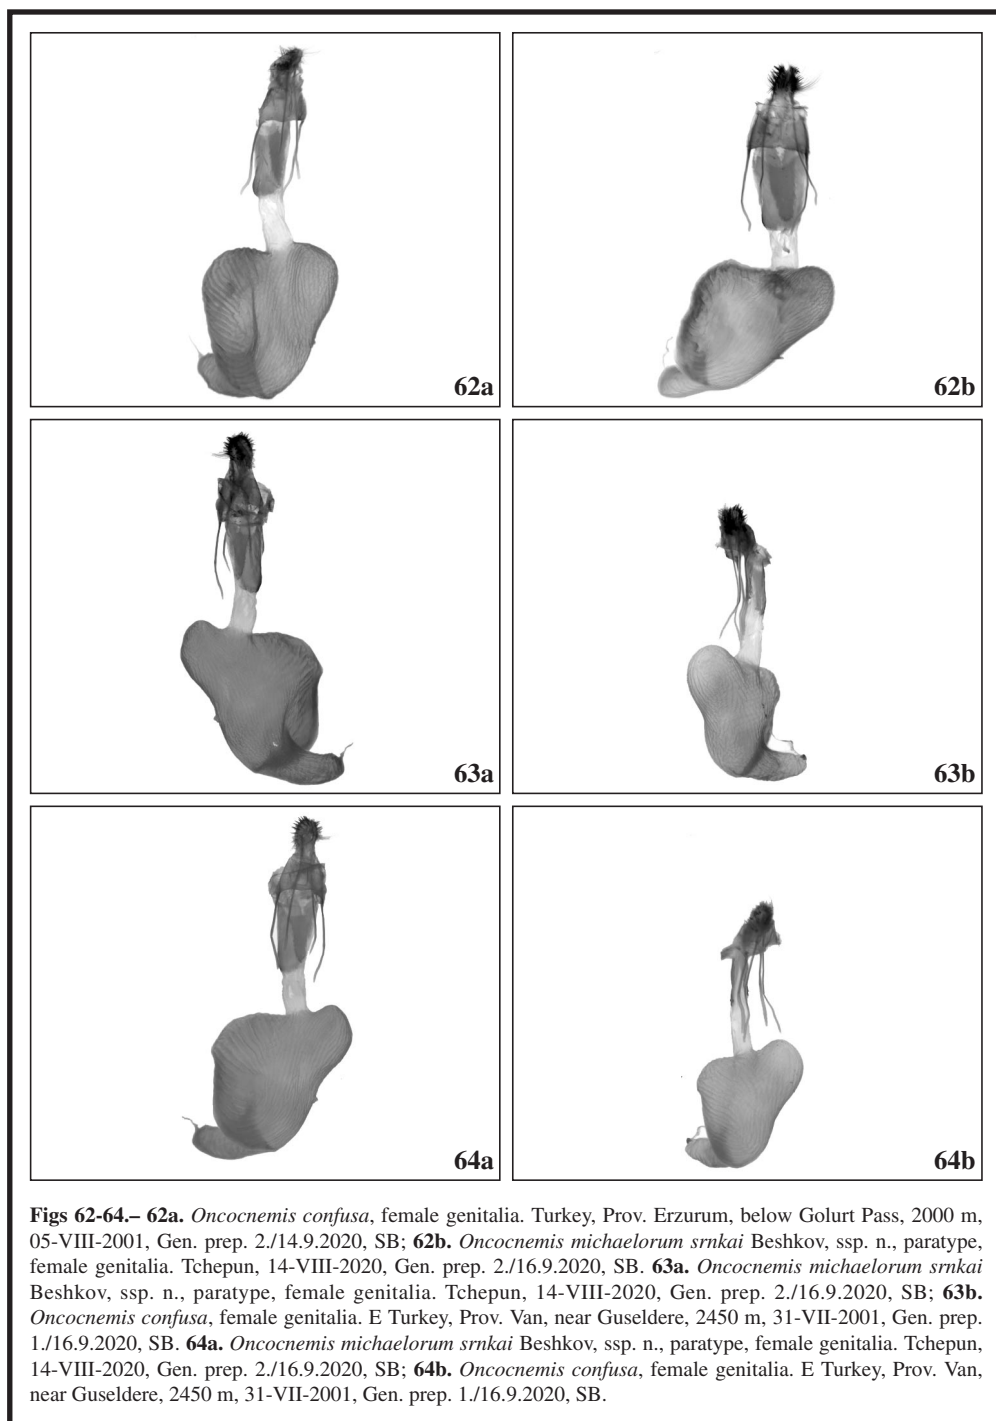 62a
62b
63a
63b
64a
64b
Figs 62-64.– 62a. Oncocnemis confusa, female genitalia. Turkey, Prov. Erzurum, below Golurt Pass, 2000 m,
05-VIII-2001, Gen. prep. 2./14.9.2020, SB; 62b. Oncocnemis michaelorum srnkai Beshkov, ssp. n., paratype,
female genitalia. Tchepun, 14-VIII-2020, Gen. prep. 2./16.9.2020, SB. 63a. Oncocnemis michaelorum srnkai
Beshkov, ssp. n., paratype, female genitalia. Tchepun, 14-VIII-2020, Gen. prep. 2./16.9.2020, SB; 63b.
Oncocnemis confusa, female genitalia. E Turkey, Prov. Van, near Guseldere, 2450 m, 31-VII-2001, Gen. prep.
1./16.9.2020, SB. 64a. Oncocnemis michaelorum srnkai Beshkov, ssp. n., paratype, female genitalia. Tchepun,
14-VIII-2020, Gen. prep. 2./16.9.2020, SB; 64b. Oncocnemis confusa, female genitalia. E Turkey, Prov. Van,
near Guseldere, 2450 m, 31-VII-2001, Gen. prep. 1./16.9.2020, SB.